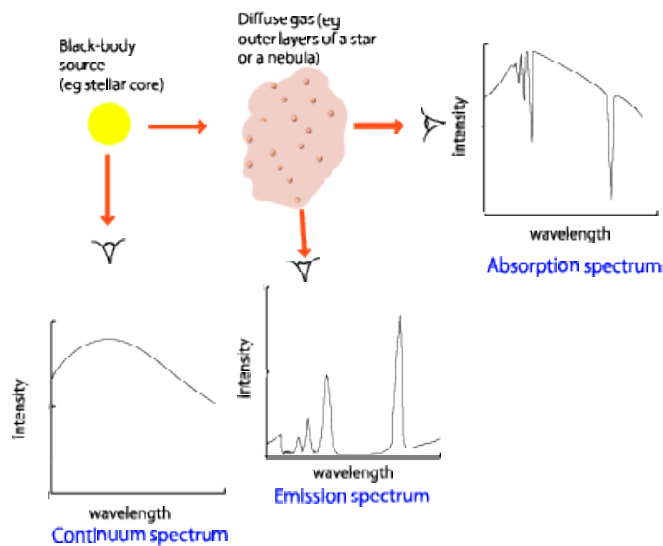 Diffuse gas (eg
outer layers of a star
or a nebula)
Black-body
source
(eg stellar core)
intensity
wavelength
Absorption spectrum
intensity
wavelength
Emission spectrum
intensity
wavelength
Continuum spectrum